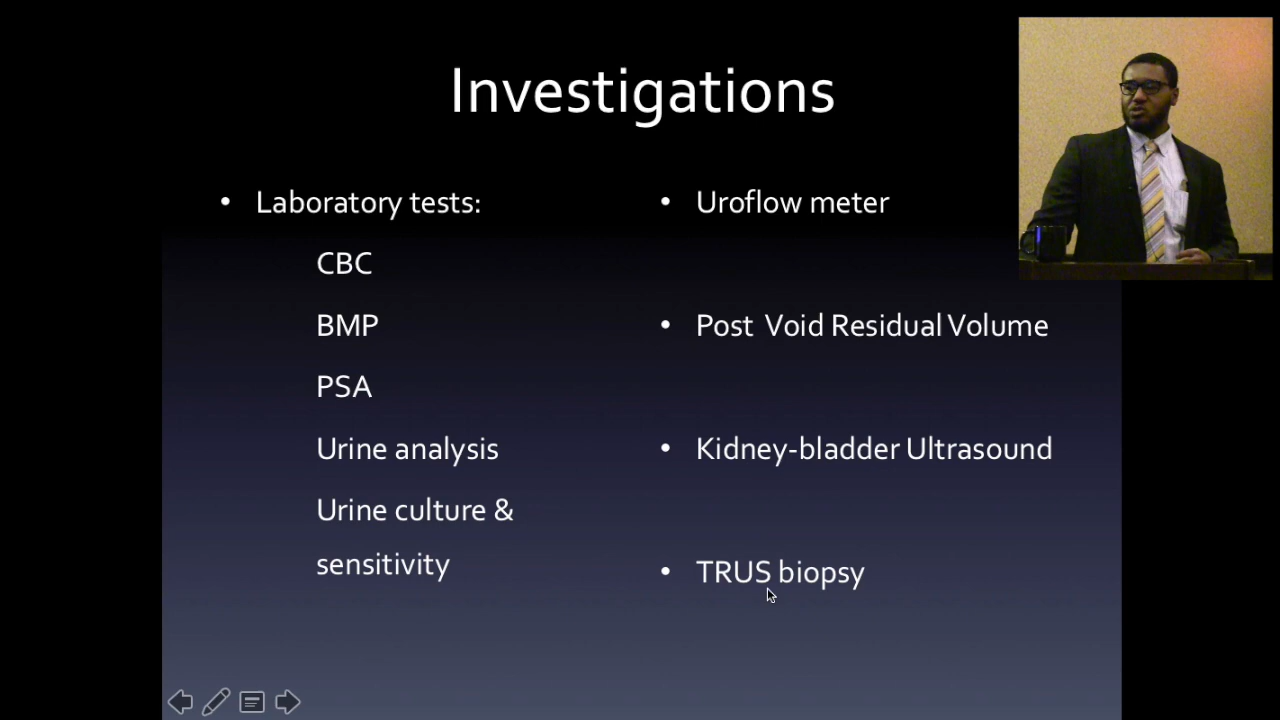 Investigations
Laboratory tests:
CBC
BMP
PSA
Urine analysis
Urine culture &
sensitivity
Uroflow meter
Post Void Residual Volume
Kidney-bladder Ultrasound
TRUS biopsy